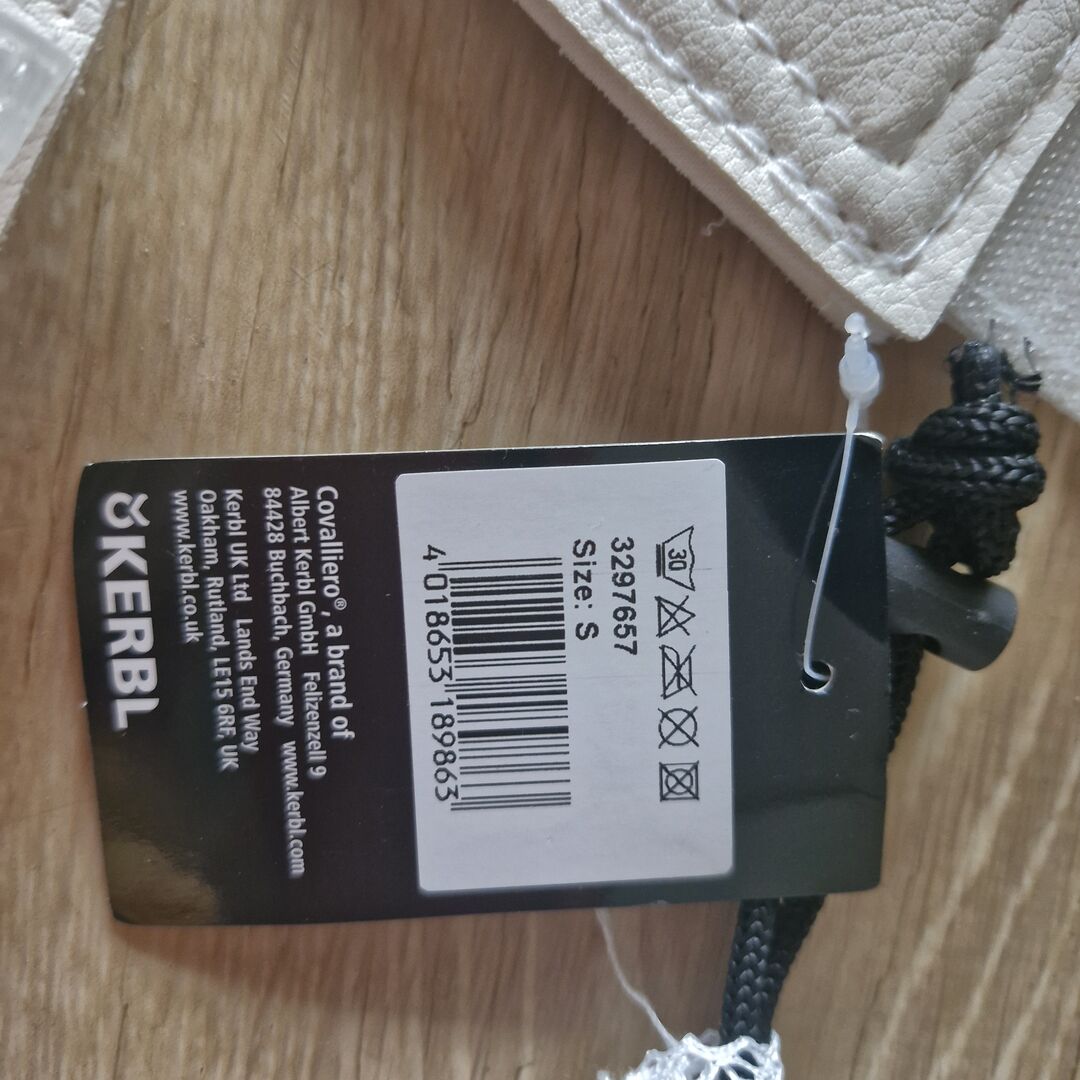 30
3297657
Size: S
4 018653 189863
Covalliero®, a brand of
Albert Kerbl GmbH Felizenzell 9
84428 Buchbach, Germany www.kerbl.com
Kerbl UK Ltd Lands End Way
Oakham, Rutland, LE15 6RF, UK
www.kerbl.co.uk
KERBL